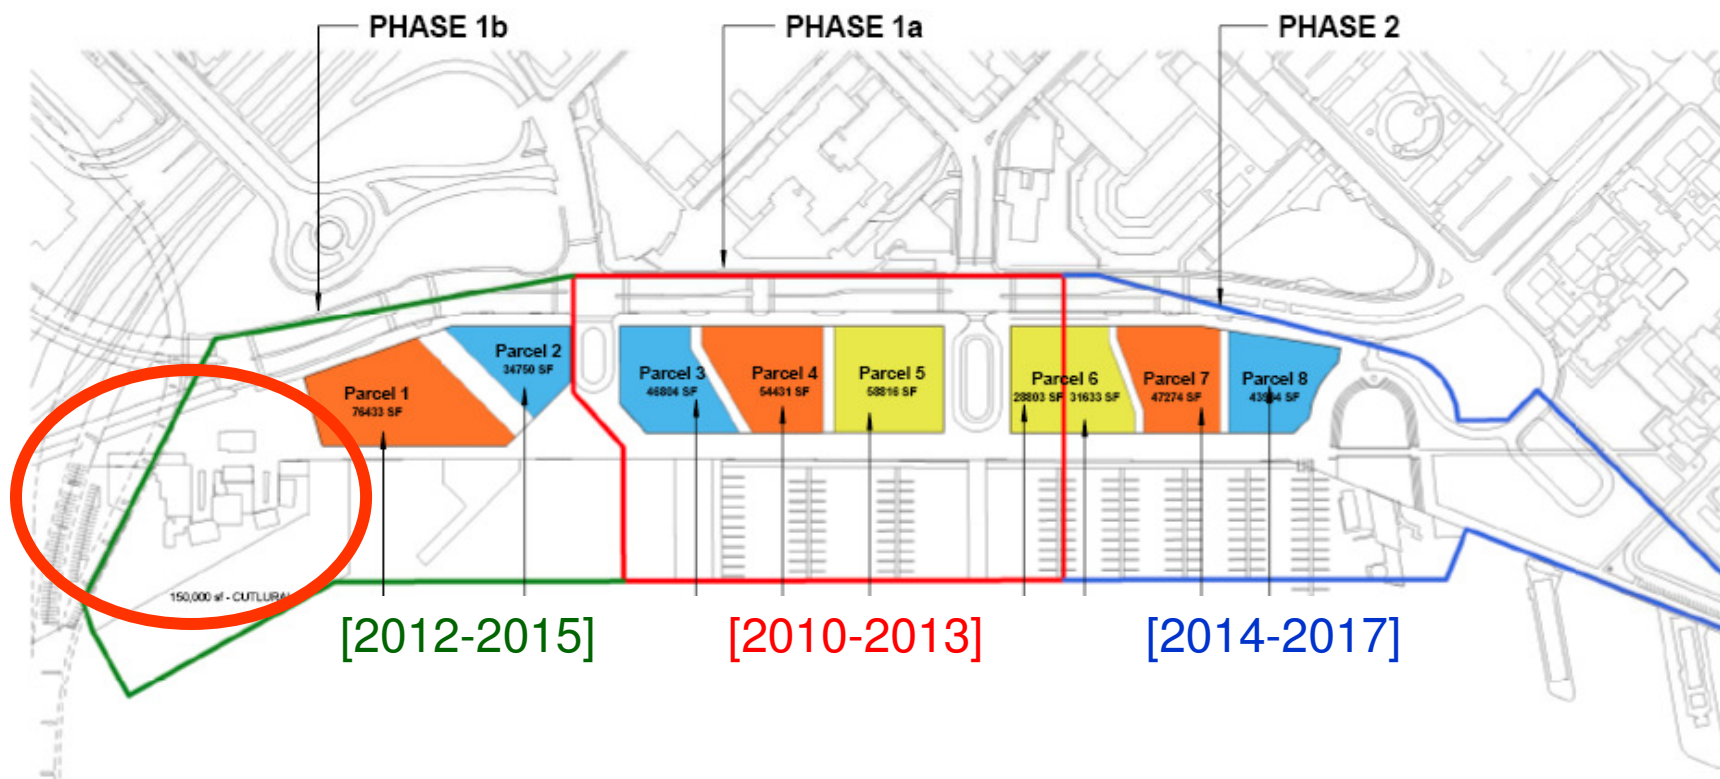 PHASE 1b
PHASE 1a
PHASE 2
Parcel 1
76433 SF
Parcel 2
34750 SF
Parcel 3
46804 SF
Parcel 4
54431 SF
Parcel 5
58816 SF
Parcel 6
28803 SF 31633 SF
Parcel 7
47274 SF
Parcel 8
SF
150,000 sf - CUTLURAL
[2012-2015]
[2010-2013]
[2014-2017]